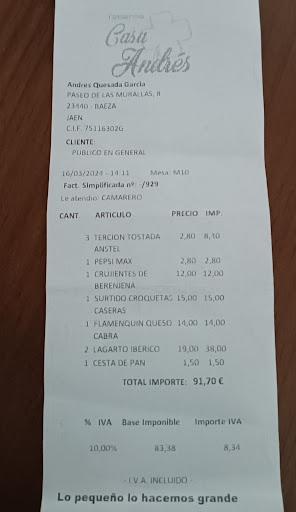 Taberna
Casa
Andrés
Andres Quesada Garcia
PASEO DE LAS MURALLAS, 8
23440 - BAEZA
JAEN
C.I.F. 75116302G
CLIENTE:
PUBLICO EN GENERAL
16/03/2024 - 14:11 Mesa: M10
Fact. Simplificada nº: -/929
Le atendio: CAMARERO
CANT. ARTICULO PRECIO IMP.
3 TERCION TOSTADA 2,80 8,40
ANSTEL
1 PEPSI MAX 2,80 2,80
1 CRUJIENTES DE 12,00 12,00
BERENJENA
1 SURTIDO CROQUETAS 15,00 15,00
CASERAS
1 FLAMENQUIN QUESO 14,00 14,00
CABRA
2 LAGARTO IBERICO 19,00 38,00
1 CESTA DE PAN 1,50 1,50
TOTAL IMPORTE: 91,70 €
% IVA Base Imponible Importe IVA
10,00% 83,38 8,34
- I.V.A. INCLUIDO -
Lo pequeño lo hacemos grande